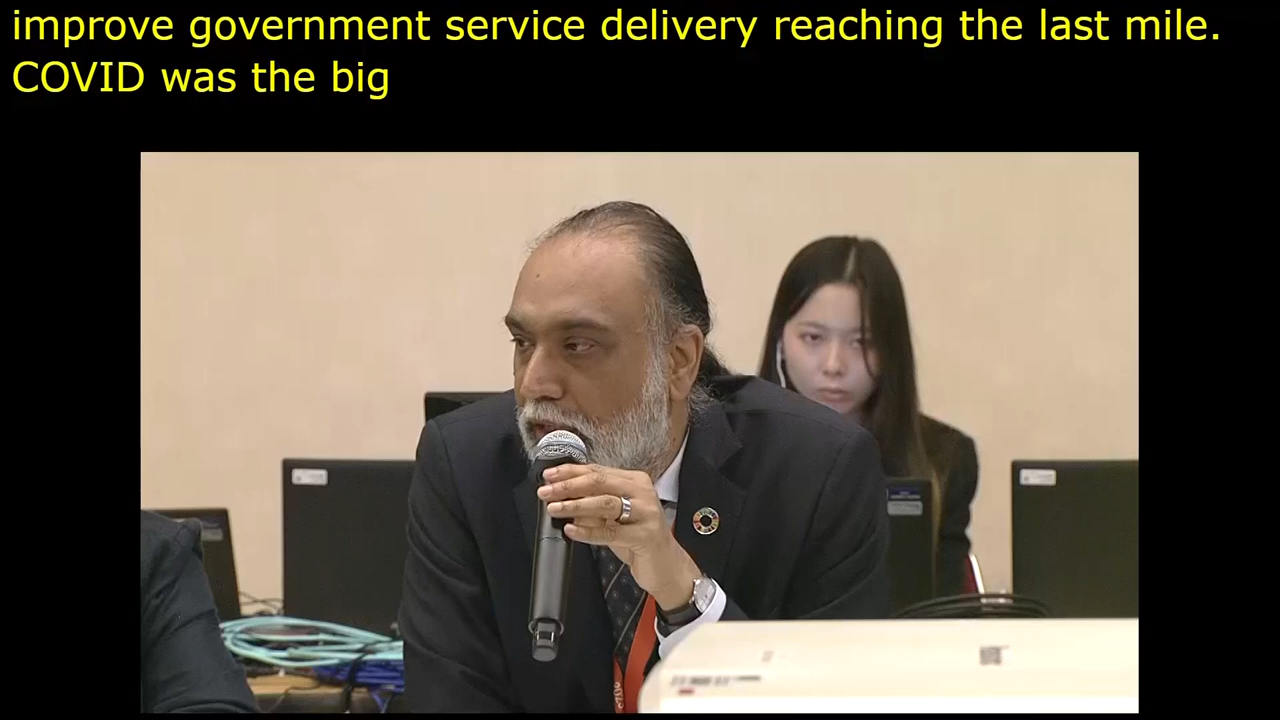 improve government service delivery reaching the last mile.
COVID was the big